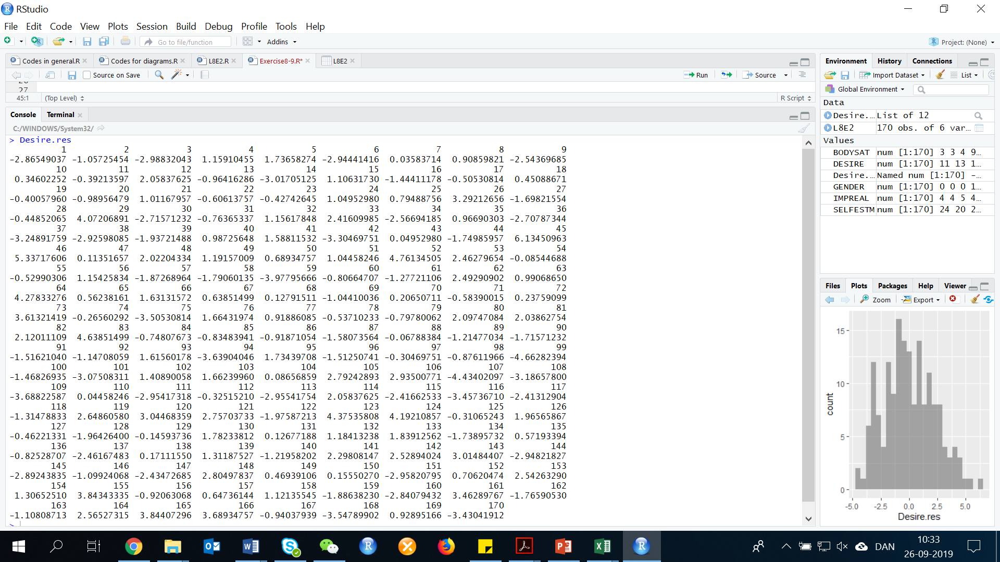 RStudio
File Edit Code View Plots Session Build Debug Profile Tools Help
Go to file/function Addins Project: (None)
Codes in general.R Codes for diagrams.R L8E2.R Exercise8-9.R* L8E2
Source on Save Run Source
27
45:1 (Top Level) R Script
Console Terminal
C:/WINDOWS/System32/
> Desire.res
1 2 3 4 5 6 7 8 9
-2.86549037 -1.05725454 -2.98832043 1.15910455 1.73658274 -2.94441416 0.03583714 0.90859821 -2.54369685
10 11 12 13 14 15 16 17 18
0.34602252 -0.39213597 2.05837625 -0.96416286 -3.01705125 1.10631730 -1.44411178 -0.50530814 0.45088671
19 20 21 22 23 24 25 26 27
-0.40057960 -0.98956479 1.01167957 -0.60613757 -0.42742645 1.04952980 0.79488756 3.29212656 -1.69821554
28 29 30 31 32 33 34 35 36
-0.44852065 4.07206891 -2.71571232 -0.76365337 1.15617848 2.41609985 -2.56694185 0.96690303 -2.70787344
37 38 39 40 41 42 43 44 45
-3.24891759 -2.92598085 -1.93721488 0.98725648 1.58811532 -3.30469751 0.04952980 -1.74985957 6.13450963
46 47 48 49 50 51 52 53 54
5.33717606 0.11351657 2.02204334 1.19157009 0.68934757 1.04458246 4.76134505 2.46279654 -0.08544688
55 56 57 58 59 60 61 62 63
-0.52990306 1.15425834 -1.87268964 -1.79060135 -3.97795666 -0.80664707 -1.27721106 2.49290902 0.99068650
64 65 66 67 68 69 70 71 72
4.27833276 0.56238161 1.63131572 0.63851499 0.12791511 -1.04410036 0.20650711 -0.58390015 0.23759099
73 74 75 76 77 78 79 80 81
3.61321419 -0.26560292 -3.50530814 1.66431974 0.91886085 -0.53710233 -0.79780062 2.09747084 2.03862754
82 83 84 85 86 87 88 89 90
2.12011109 4.63851499 -0.74807673 -0.83483941 -0.91871054 -1.58073564 -0.06788384 -1.21477034 -1.71571232
91 92 93 94 95 96 97 98 99
-1.51621040 -1.14708059 1.61560178 -3.63904046 1.73439708 -1.51250741 -0.30469751 -0.87611966 -4.66282394
100 101 102 103 104 105 106 107 108
-1.46826935 -3.07508311 1.40890058 1.66239960 0.08656859 2.79242893 2.93500771 -4.43402097 -3.18657800
109 110 111 112 113 114 115 116 117
-3.68822587 0.04458246 -2.95417318 -0.32515210 -2.95541754 2.05837625 -2.41662533 -3.45736710 -2.41312904
118 119 120 121 122 123 124 125 126
-1.31478833 2.64860580 3.04468359 2.75703733 -1.97587213 4.37535808 4.19210857 -0.31065243 1.96565867
127 128 129 130 131 132 133 134 135
-0.46221331 -1.96426400 -0.14593736 1.78233812 0.12677188 1.18413238 1.83912562 -1.73895732 0.57193394
136 137 138 139 140 141 142 143 144
-0.82528707 -2.46167483 0.17111550 1.31187527 -1.21958202 2.29808147 2.52894024 3.01484407 -2.94821827
145 146 147 148 149 150 151 152 153
-2.89243835 -1.09924068 -2.43472685 2.80497837 0.46939106 0.15550270 -2.95820795 0.70620474 2.54263290
154 155 156 157 158 159 160 161 162
1.30652510 3.84343335 -0.92063068 0.64736144 1.12135545 -1.88638230 -2.84079432 3.46289767 -1.76590530
163 164 165 166 167 168 169 170
-1.10808713 2.56527315 3.84407296 3.68934757 -0.94037939 -3.54789902 0.92895166 -3.43041912
>
Environment History Connections
Import Dataset List
Global Environment
Data
Desire.… List of 12
L8E2 170 obs. of 6 var…
Values
BODYSAT num [1:170] 3 3 4 9…
DESIRE num [1:170] 11 13 1…
Desire.… Named num [1:170] -…
GENDER num [1:170] 0 0 0 1…
IMPREAL num [1:170] 4 4 5 4…
SELFESTM num [1:170] 24 20 2…
Files Plots Packages Help Viewer
Zoom Export
15
10
5
0
count
-5.0 -2.5 0.0 2.5 5.0
Desire.res
DAN
10:33
26-09-2019